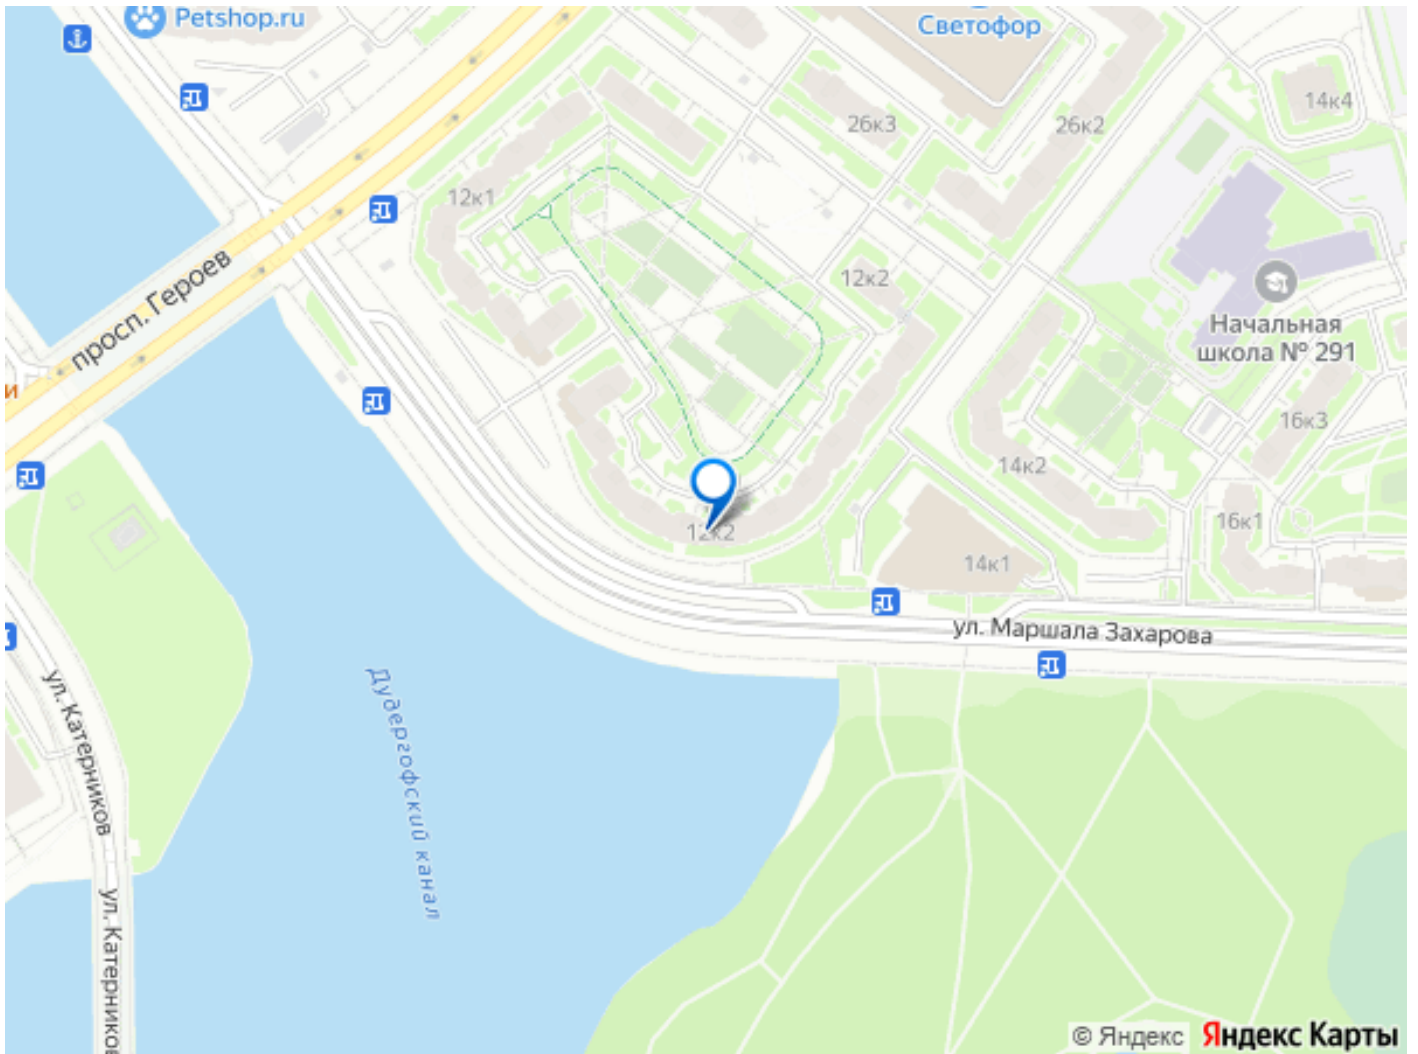 Petshop.ru
Светофор
14к4
26к3
26к2
12к1
просп. Героев
12к2
Начальная
школа № 291
и
16к3
14к2
16к1
12к2
14к1
ул. Маршала Захарова
ул. Катерников
Дудергофский канал
ул. Катерников
© Яндекс Яндекс Карты